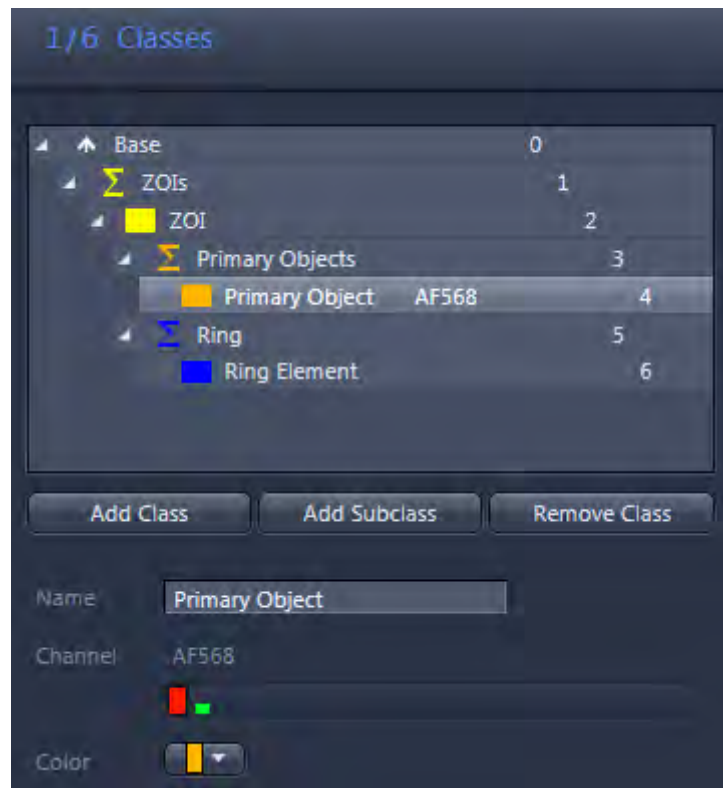 1/6 Classes
Base 0
Σ ZOIs 1
ZOI 2
Σ Primary Objects 3
Primary Object AF568 4
Σ Ring 5
Ring Element 6
Add Class Add Subclass Remove Class
Name Primary Object
Channel AF568
Color